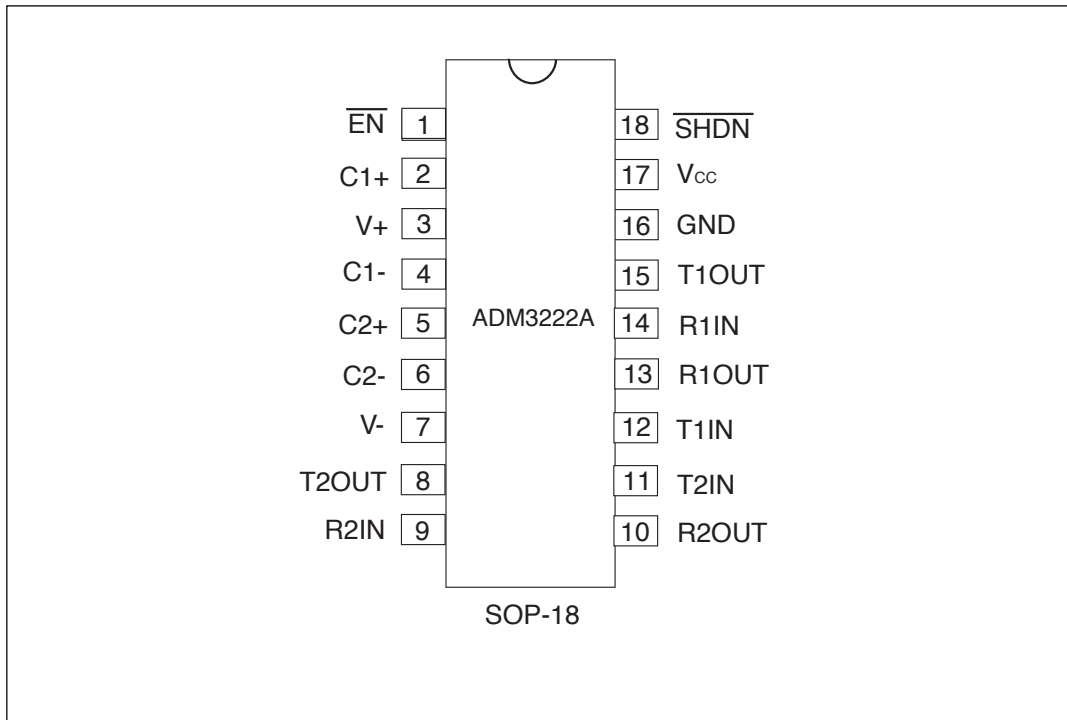 EN 1 18 SHDN
C1+ 2 17 Vcc
V+ 3 16 GND
C1- 4 15 T1OUT
C2+ 5 ADM3222A 14 R1IN
C2- 6 13 R1OUT
V- 7 12 T1IN
T2OUT 8 11 T2IN
R2IN 9 10 R2OUT
SOP-18